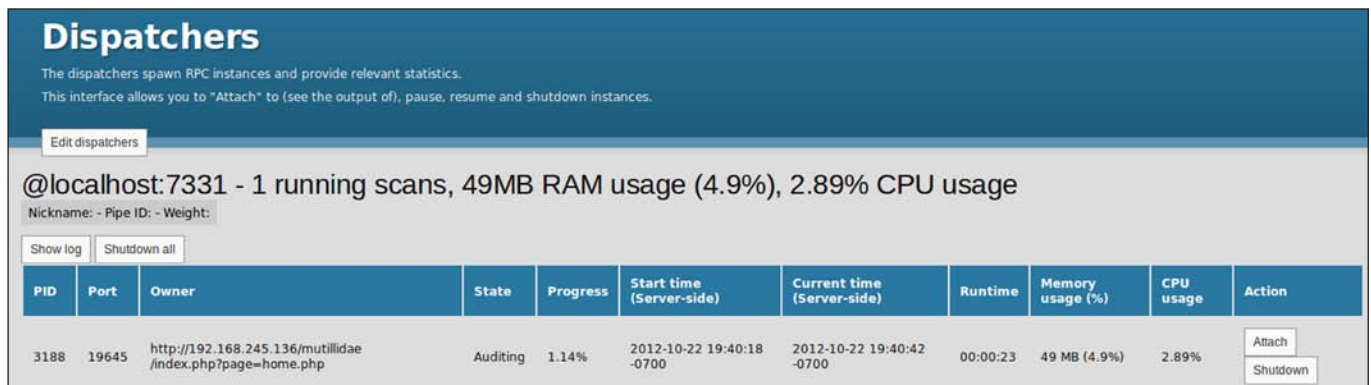 Dispatchers
The dispatchers spawn RPC instances and provide relevant statistics.
This interface allows you to "Attach" to (see the output of), pause, resume and shutdown instances.
Edit dispatchers
@localhost:7331 - 1 running scans, 49MB RAM usage (4.9%), 2.89% CPU usage
Nickname: - Pipe ID: - Weight:
Show log Shutdown all
PID Port Owner State Progress Start time (Server-side) Current time (Server-side) Runtime Memory usage (%) CPU usage Action
3188 19645 http://192.168.245.136/mutillidae/index.php?page=home.php Auditing 1.14% 2012-10-22 19:40:18 -0700 2012-10-22 19:40:42 -0700 00:00:23 49 MB (4.9%) 2.89% Attach
Shutdown